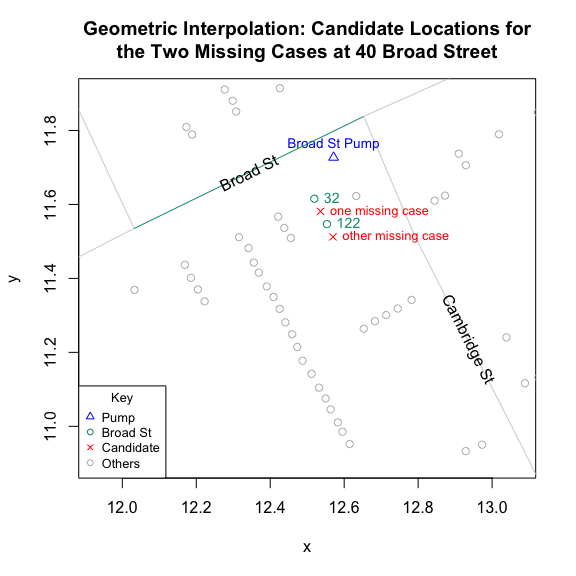 Geometric Interpolation: Candidate Locations for
the Two Missing Cases at 40 Broad Street
Broad St Pump
Broad St
32
one missing case
122
other missing case
Cambridge St
y
11.8
11.6
11.4
11.2
11.0
Key
Pump
Broad St
Candidate
Others
12.0 12.2 12.4 12.6 12.8 13.0
x